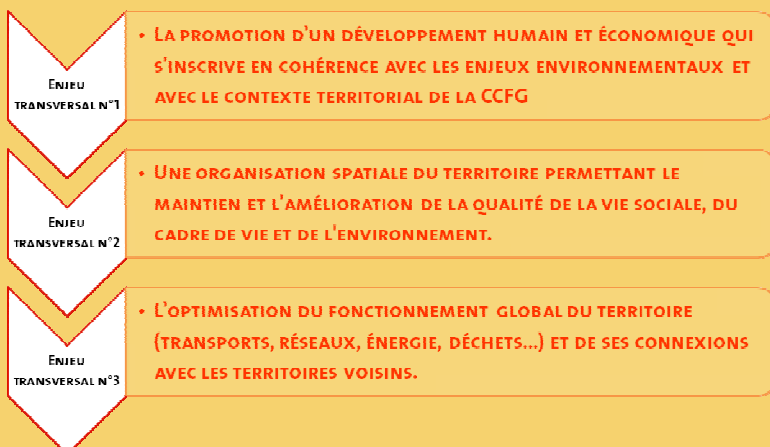 Enjeu
transversal n°1
• La promotion d'un développement humain et économique qui
s'inscrive en cohérence avec les enjeux environnementaux et
avec le contexte territorial de la CCFG
Enjeu
transversal n°2
• Une organisation spatiale du territoire permettant le
maintien et l'amélioration de la qualité de la vie sociale, du
cadre de vie et de l'environnement.
Enjeu
transversal n°3
• L'optimisation du fonctionnement global du territoire
(transports, réseaux, énergie, déchets...) et de ses connexions
avec les territoires voisins.